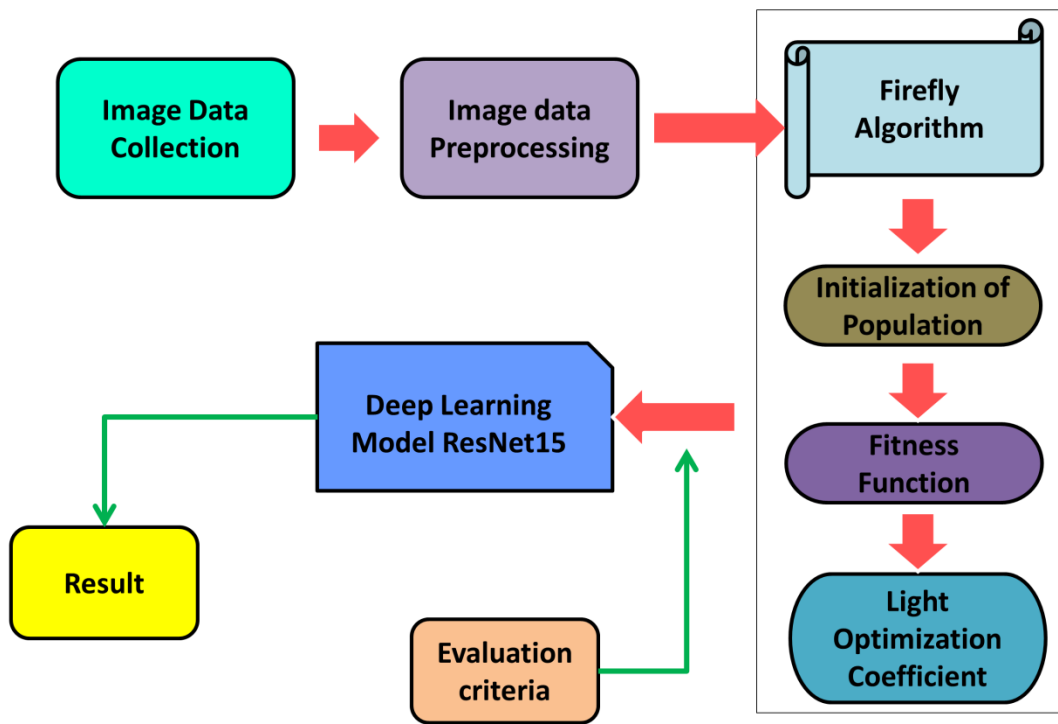 Image Data
Collection
Image data
Preprocessing
Firefly
Algorithm
Initialization of
Population
Fitness
Function
Light
Optimization
Coefficient
Deep Learning
Model ResNet15
Evaluation
criteria
Result